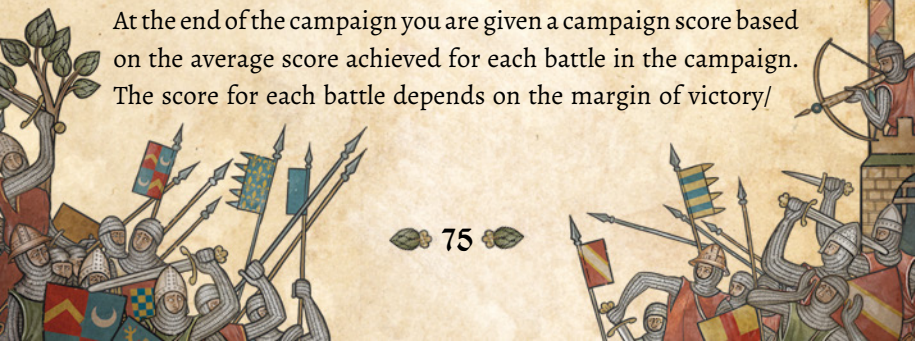 At the end of the campaign you are given a campaign score based
on the average score achieved for each battle in the campaign.
The score for each battle depends on the margin of victory/
75